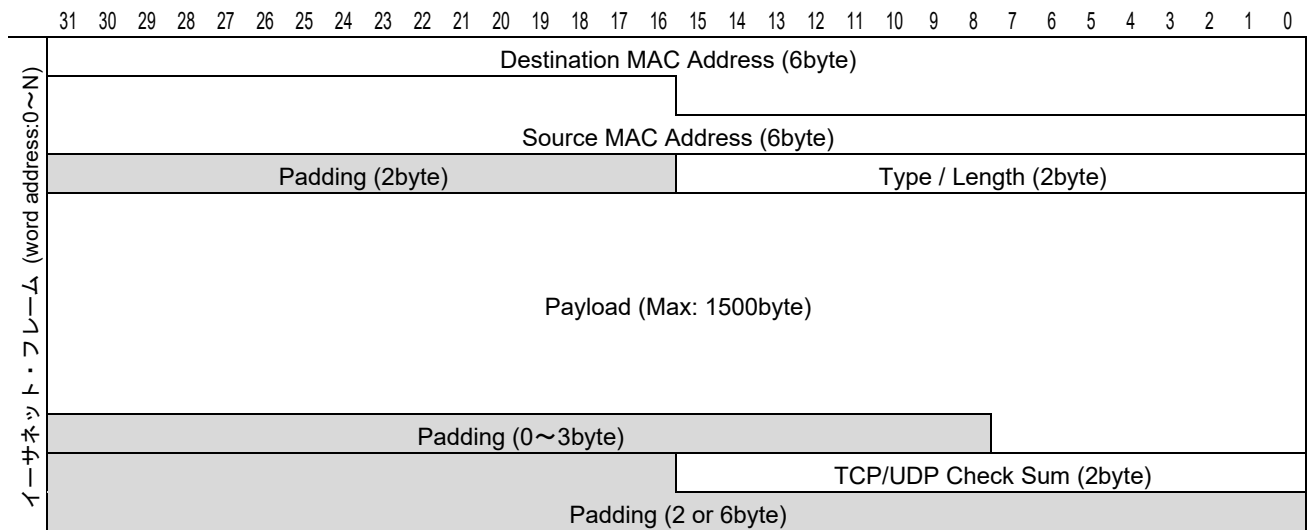 31 30 29 28 27 26 25 24 23 22 21 20 19 18 17 16 15 14 13 12 11 10 9 8 7 6 5 4 3 2 1 0
イーサネット・フレーム (word address:0～N)
Destination MAC Address (6byte)
Source MAC Address (6byte)
Padding (2byte) Type / Length (2byte)
Payload (Max: 1500byte)
Padding (0～3byte)
TCP/UDP Check Sum (2byte)
Padding (2 or 6byte)